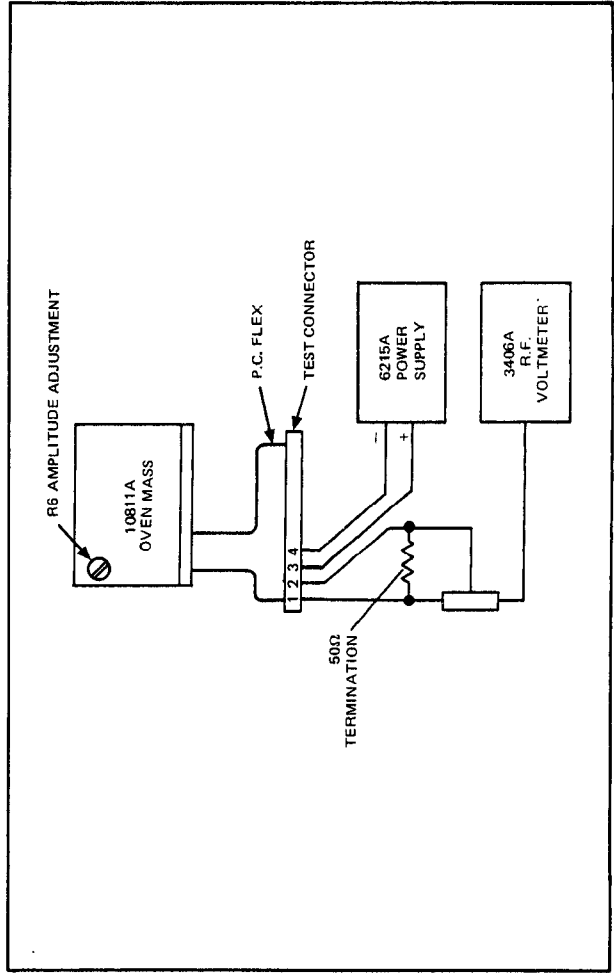 R6 AMPLITUDE ADJUSTMENT
10811A
OVEN MASS
P.C. FLEX
TEST CONNECTOR
1 2 3 4
50Ω
TERMINATION
−
+
6215A
POWER
SUPPLY
3406A
R.F.
VOLTMETER